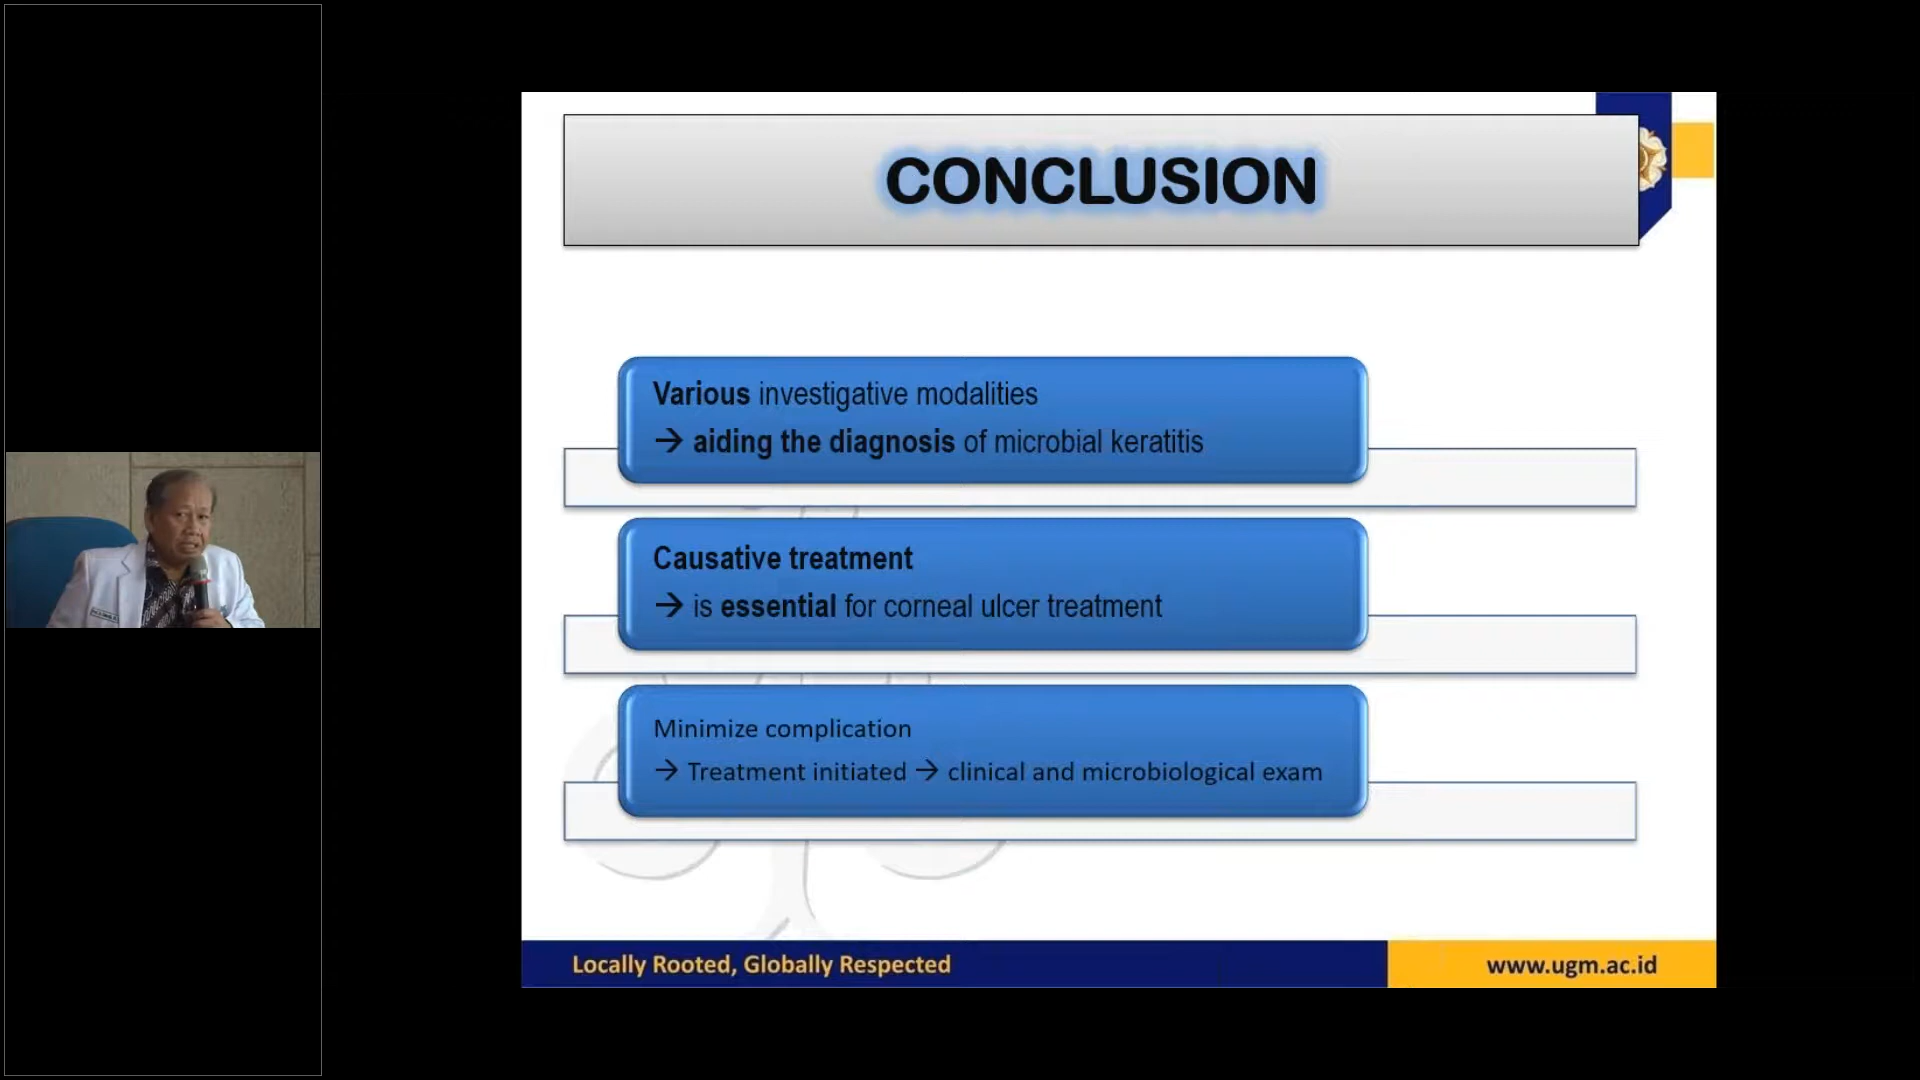 CONCLUSION
Various investigative modalities
→ aiding the diagnosis of microbial keratitis
Causative treatment
→ is essential for corneal ulcer treatment
Minimize complication
→ Treatment initiated → clinical and microbiological exam
Locally Rooted, Globally Respected
www.ugm.ac.id